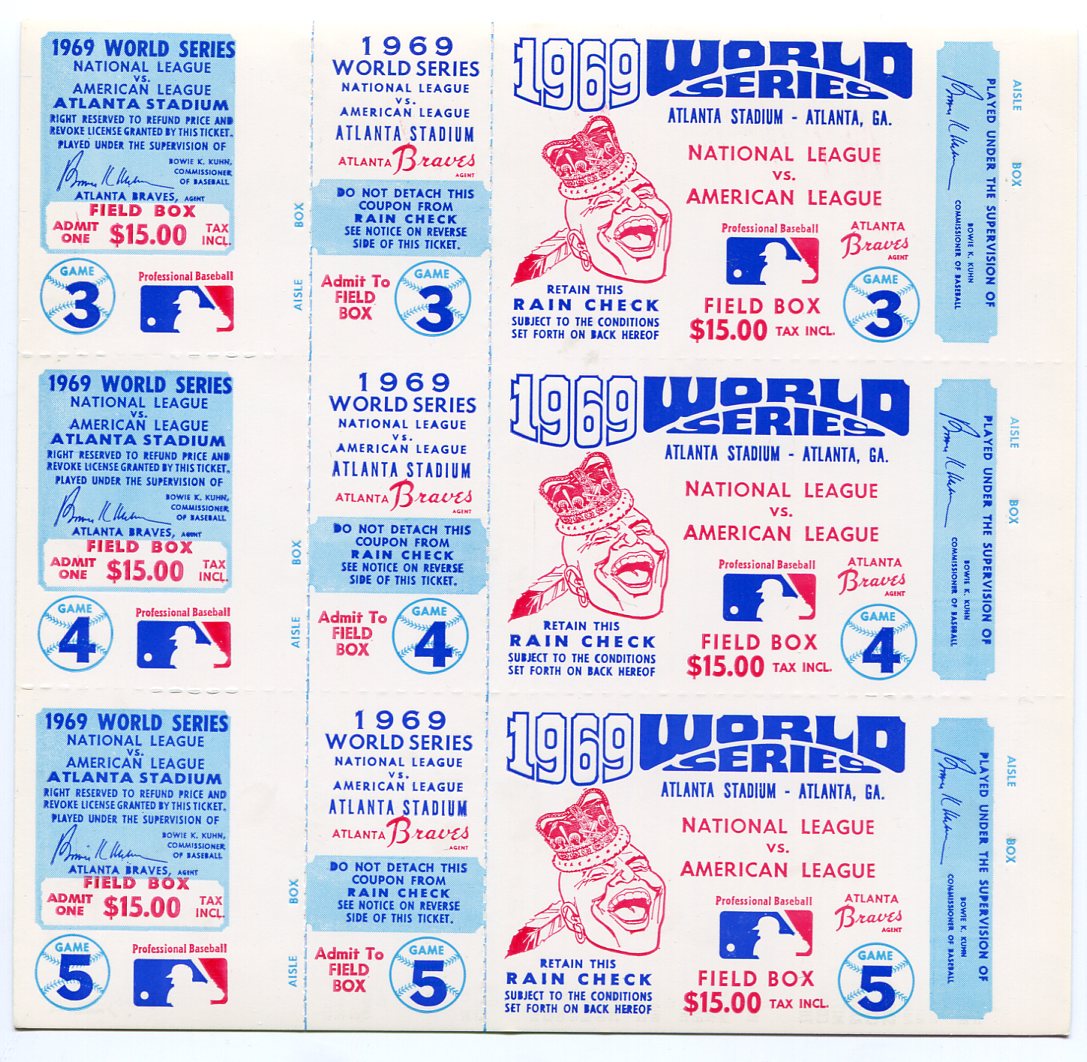 1969 WORLD SERIES
NATIONAL LEAGUE
VS.
AMERICAN LEAGUE
ATLANTA STADIUM
RIGHT RESERVED TO REFUND PRICE AND
REVOKE LICENSE GRANTED BY THIS TICKET.
PLAYED UNDER THE SUPERVISION OF
Bowie K Kuhn
BOWIE K. KUHN,
COMMISSIONER
OF BASEBALL
ATLANTA BRAVES, AGENT
FIELD BOX
ADMIT ONE $15.00 TAX INCL.
GAME
3
Professional Baseball
AISLE BOX
1969
WORLD SERIES
NATIONAL LEAGUE
VS.
AMERICAN LEAGUE
ATLANTA STADIUM
ATLANTA Braves
AGENT
DO NOT DETACH THIS
COUPON FROM
RAIN CHECK
SEE NOTICE ON REVERSE
SIDE OF THIS TICKET.
Admit To
FIELD
BOX
GAME
3
1969 WORLD SERIES
ATLANTA STADIUM - ATLANTA, GA.
NATIONAL LEAGUE
VS.
AMERICAN LEAGUE
Professional Baseball
ATLANTA
Braves
AGENT
RETAIN THIS
RAIN CHECK
SUBJECT TO THE CONDITIONS
SET FORTH ON BACK HEREOF
FIELD BOX
$15.00 TAX INCL.
GAME
3
PLAYED UNDER THE SUPERVISION OF
Bowie K Kuhn
BOWIE K. KUHN
COMMISSIONER OF BASEBALL
AISLE BOX
1969 WORLD SERIES
NATIONAL LEAGUE
VS.
AMERICAN LEAGUE
ATLANTA STADIUM
RIGHT RESERVED TO REFUND PRICE AND
REVOKE LICENSE GRANTED BY THIS TICKET.
PLAYED UNDER THE SUPERVISION OF
Bowie K Kuhn
BOWIE K. KUHN,
COMMISSIONER
OF BASEBALL
ATLANTA BRAVES, AGENT
FIELD BOX
ADMIT ONE $15.00 TAX INCL.
GAME
4
Professional Baseball
AISLE BOX
1969
WORLD SERIES
NATIONAL LEAGUE
VS.
AMERICAN LEAGUE
ATLANTA STADIUM
ATLANTA Braves
AGENT
DO NOT DETACH THIS
COUPON FROM
RAIN CHECK
SEE NOTICE ON REVERSE
SIDE OF THIS TICKET.
Admit To
FIELD
BOX
GAME
4
1969 WORLD SERIES
ATLANTA STADIUM - ATLANTA, GA.
NATIONAL LEAGUE
VS.
AMERICAN LEAGUE
Professional Baseball
ATLANTA
Braves
AGENT
RETAIN THIS
RAIN CHECK
SUBJECT TO THE CONDITIONS
SET FORTH ON BACK HEREOF
FIELD BOX
$15.00 TAX INCL.
GAME
4
PLAYED UNDER THE SUPERVISION OF
Bowie K Kuhn
BOWIE K. KUHN
COMMISSIONER OF BASEBALL
AISLE BOX
1969 WORLD SERIES
NATIONAL LEAGUE
VS.
AMERICAN LEAGUE
ATLANTA STADIUM
RIGHT RESERVED TO REFUND PRICE AND
REVOKE LICENSE GRANTED BY THIS TICKET.
PLAYED UNDER THE SUPERVISION OF
Bowie K Kuhn
BOWIE K. KUHN,
COMMISSIONER
OF BASEBALL
ATLANTA BRAVES, AGENT
FIELD BOX
ADMIT ONE $15.00 TAX INCL.
GAME
5
Professional Baseball
AISLE BOX
1969
WORLD SERIES
NATIONAL LEAGUE
VS.
AMERICAN LEAGUE
ATLANTA STADIUM
ATLANTA Braves
AGENT
DO NOT DETACH THIS
COUPON FROM
RAIN CHECK
SEE NOTICE ON REVERSE
SIDE OF THIS TICKET.
Admit To
FIELD
BOX
GAME
5
1969 WORLD SERIES
ATLANTA STADIUM - ATLANTA, GA.
NATIONAL LEAGUE
VS.
AMERICAN LEAGUE
Professional Baseball
ATLANTA
Braves
AGENT
RETAIN THIS
RAIN CHECK
SUBJECT TO THE CONDITIONS
SET FORTH ON BACK HEREOF
FIELD BOX
$15.00 TAX INCL.
GAME
5
PLAYED UNDER THE SUPERVISION OF
Bowie K Kuhn
BOWIE K. KUHN
COMMISSIONER OF BASEBALL
AISLE BOX